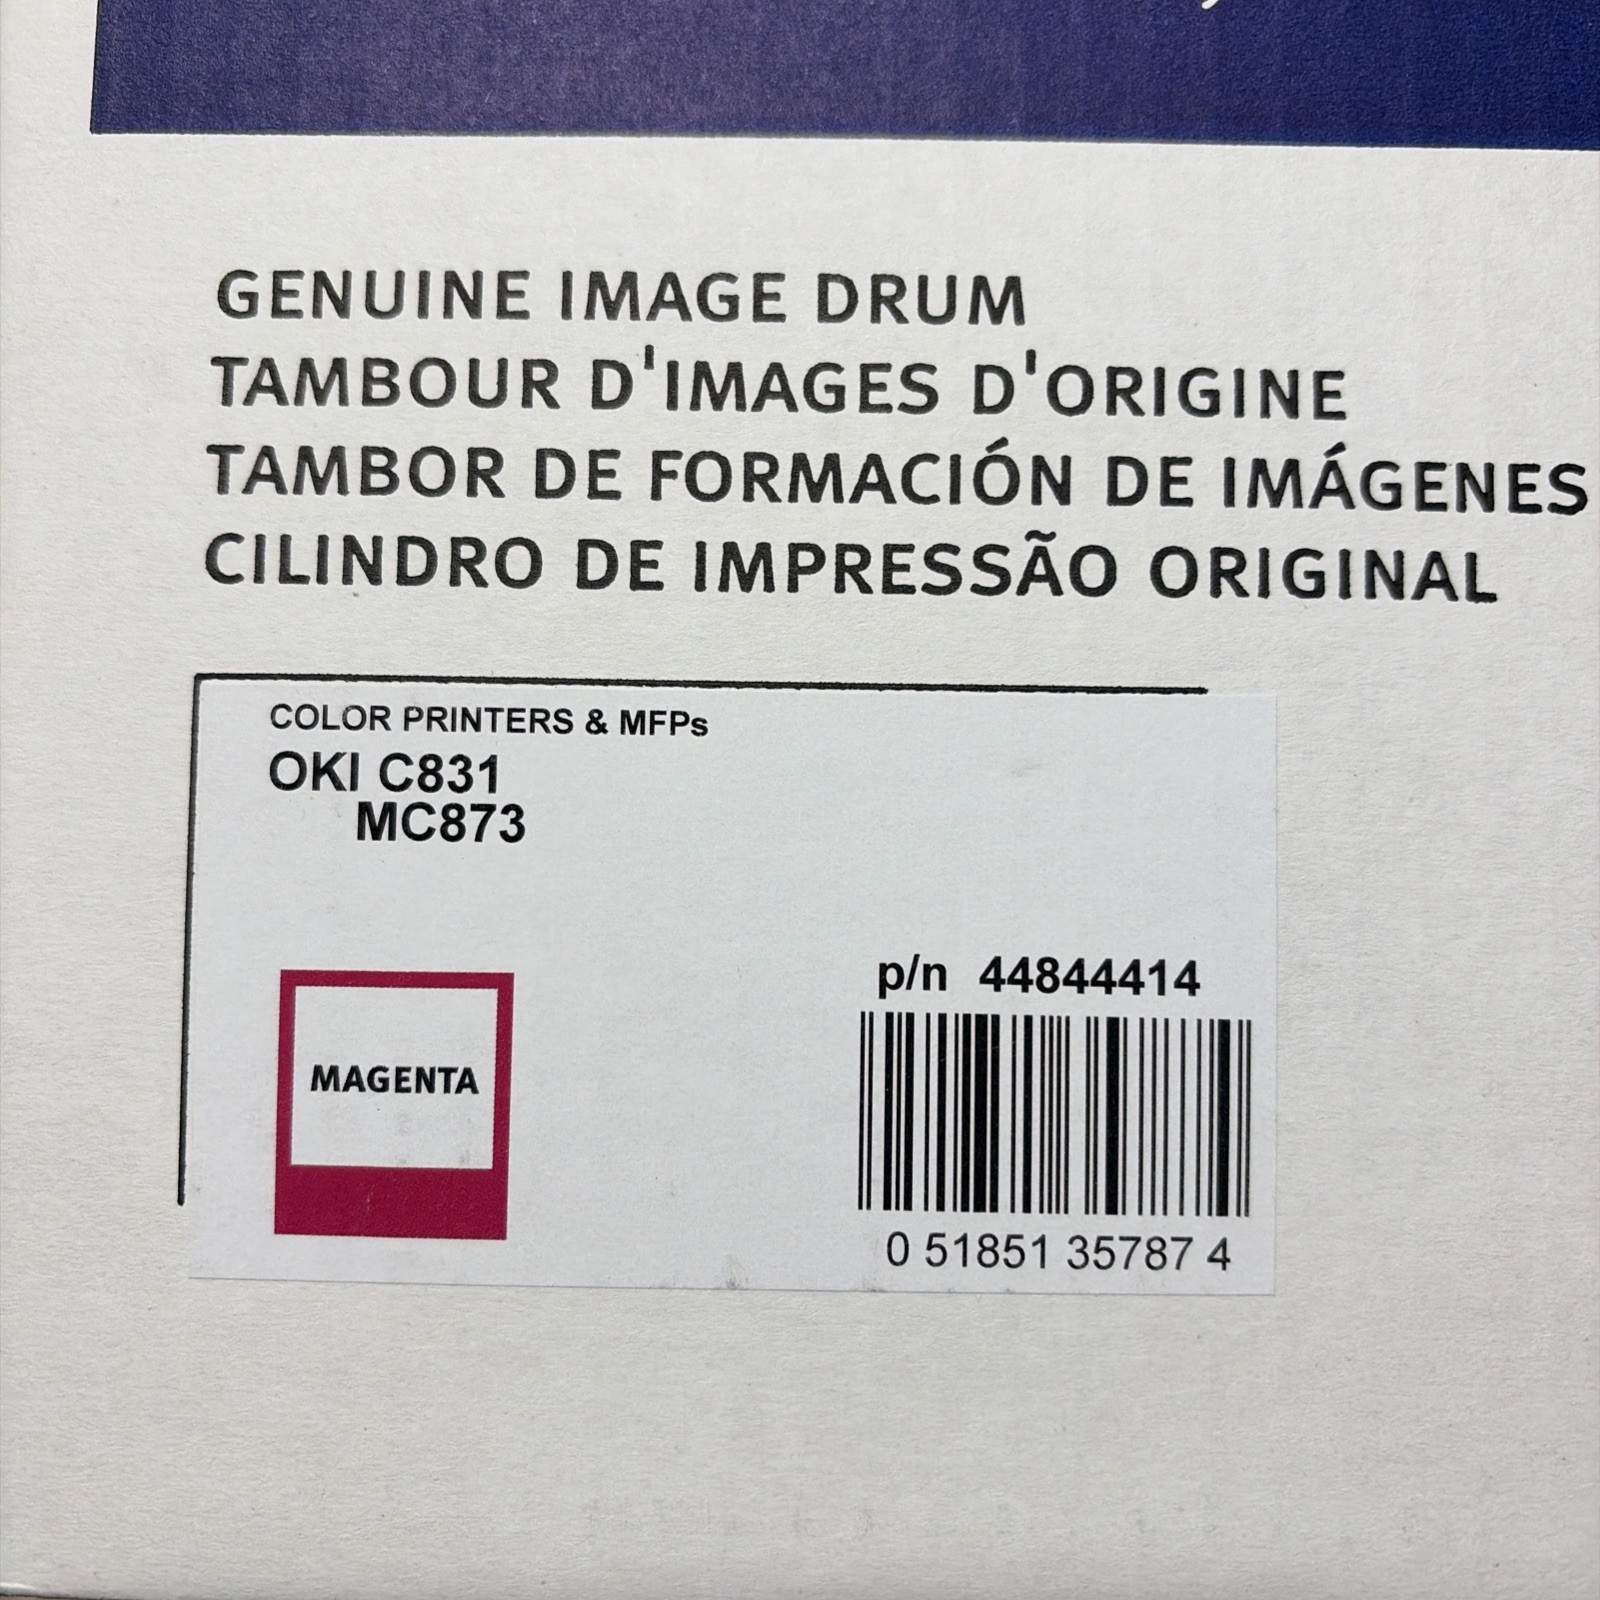 GENUINE IMAGE DRUM
TAMBOUR D'IMAGES D'ORIGINE
TAMBOR DE FORMACIÓN DE IMÁGENES
CILINDRO DE IMPRESSÃO ORIGINAL
COLOR PRINTERS & MFPs
OKI C831
MC873
MAGENTA
p/n 44844414
0 51851 35787 4